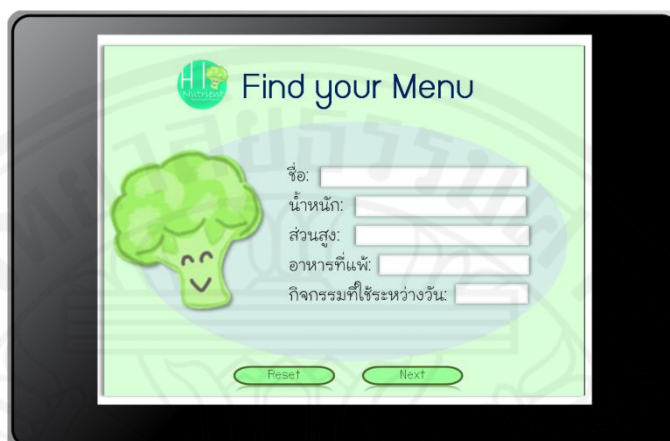 HI
Nutrient
Find your Menu
ชื่อ:
น้ำหนัก:
ส่วนสูง:
อาหารที่แพ้:
กิจกรรมที่ใช้ระหว่างวัน:
Reset
Next